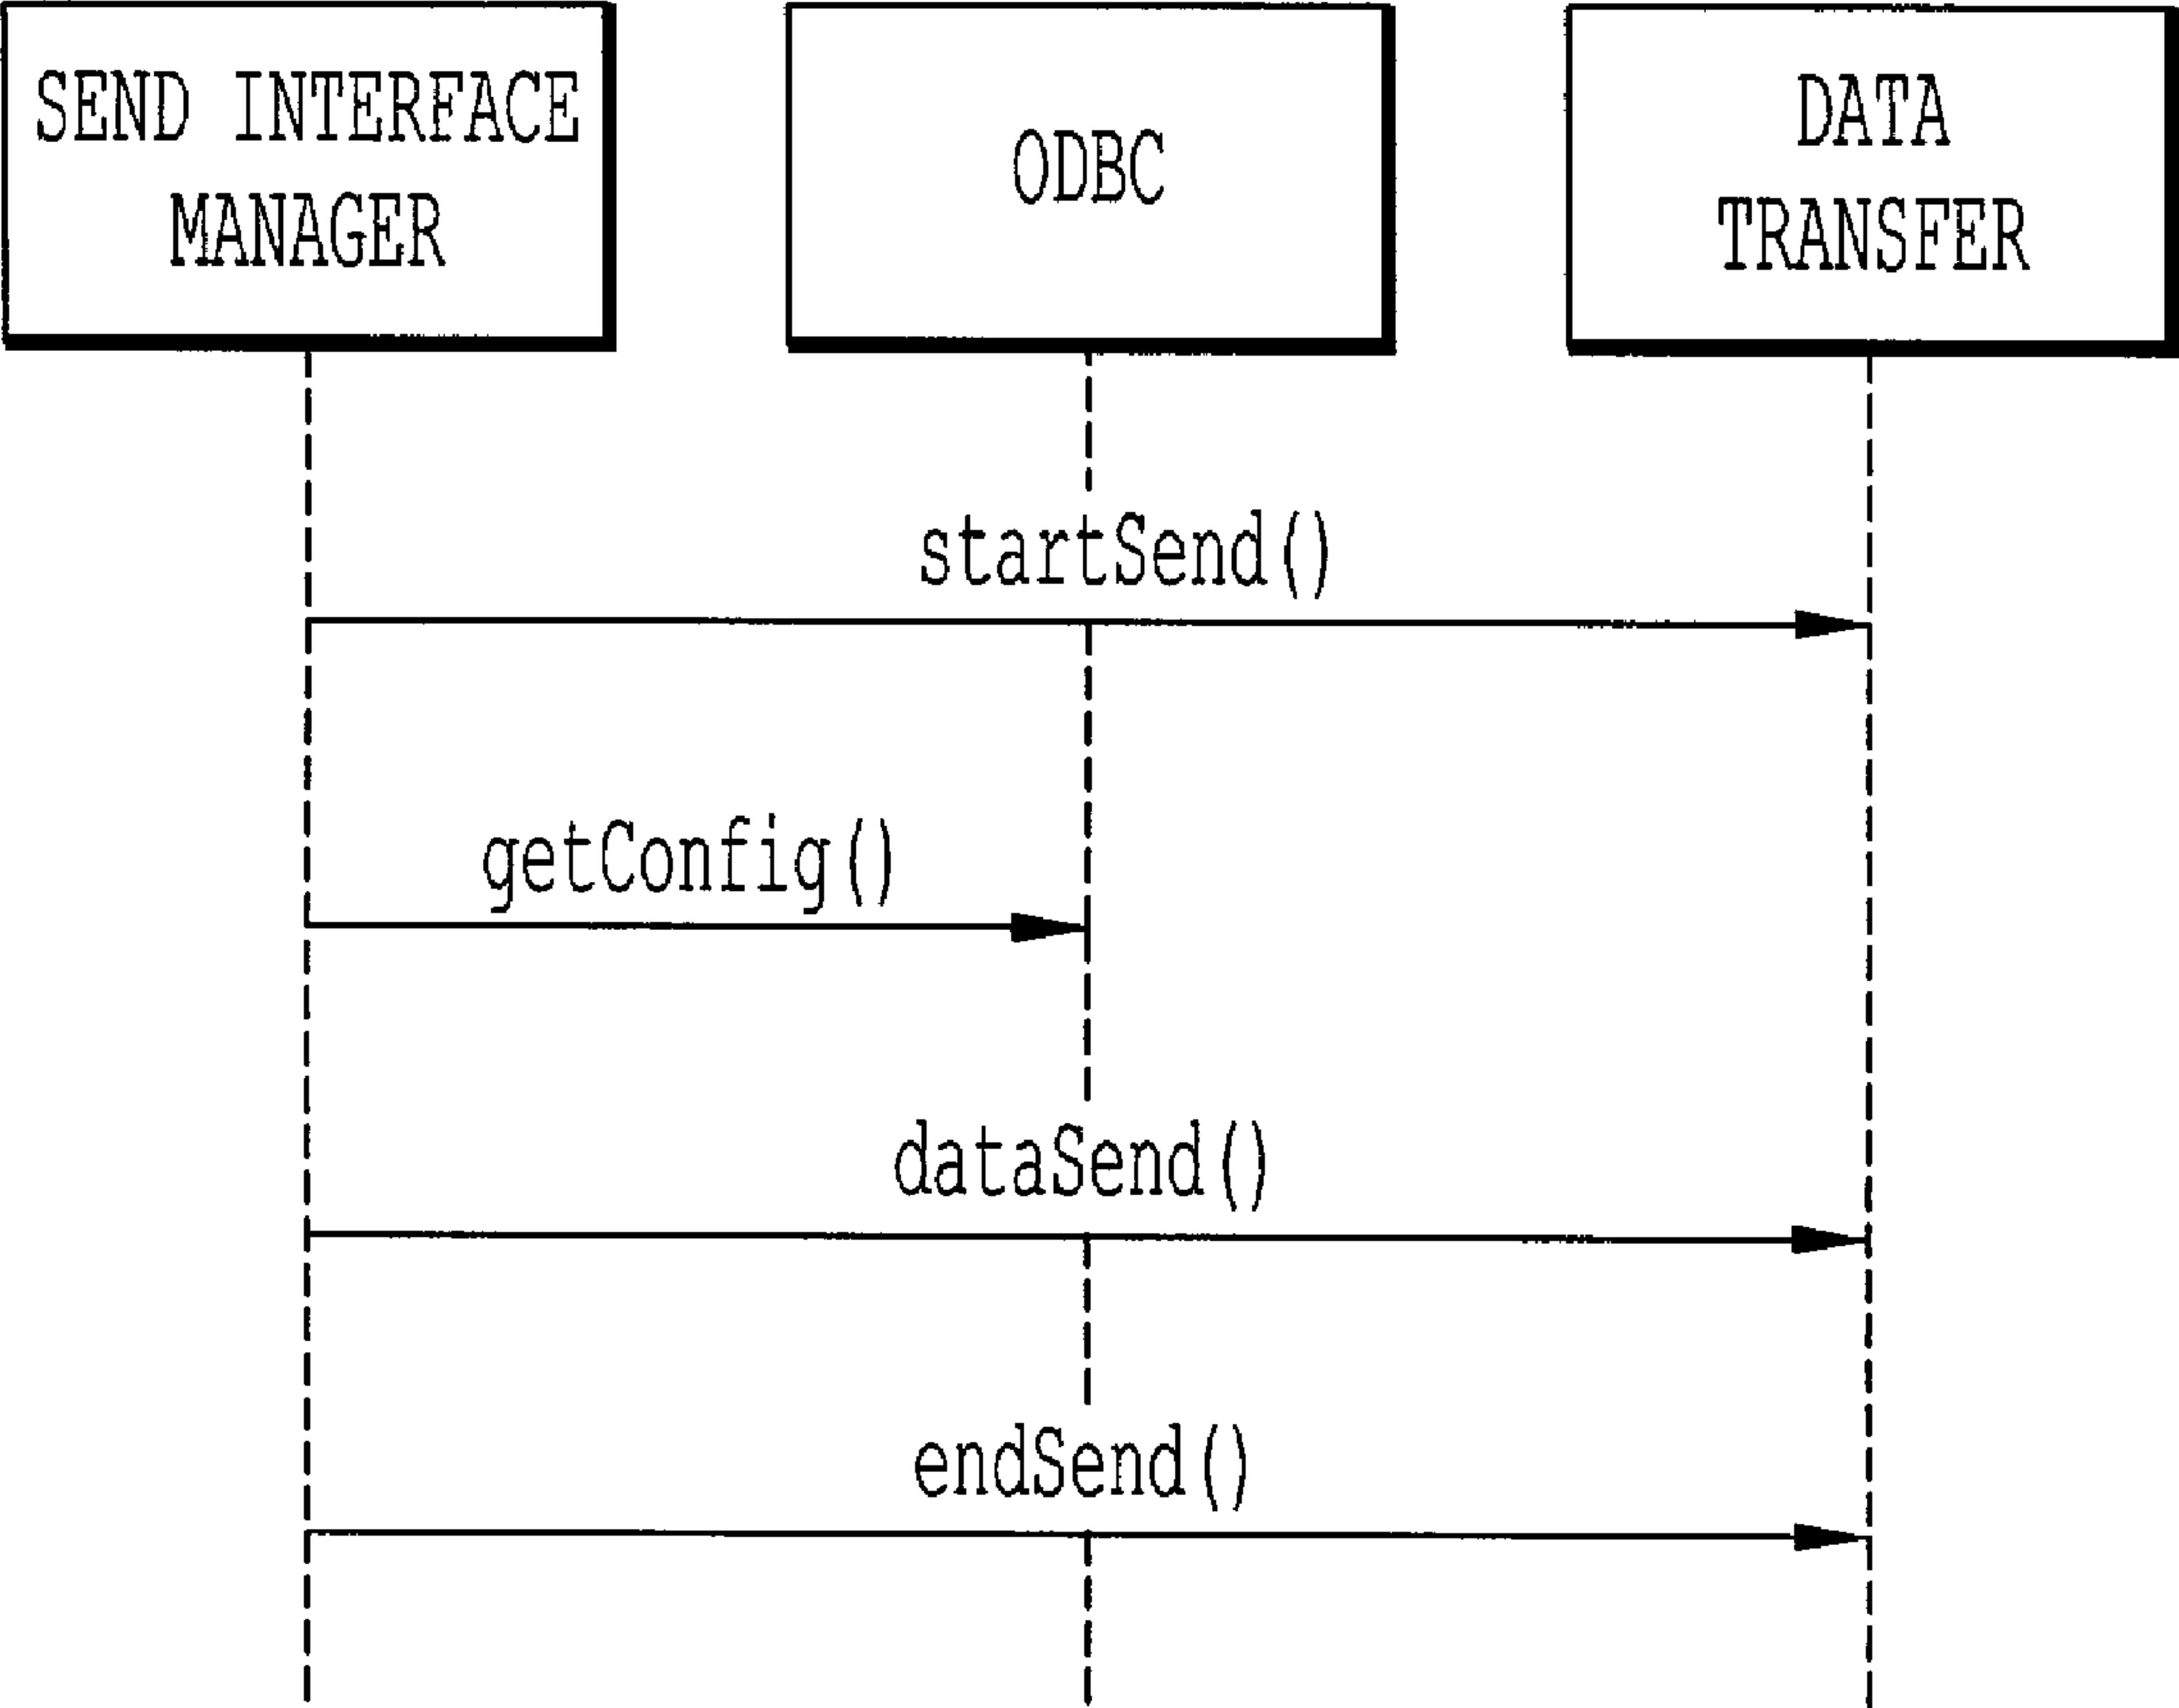 SEND INTERFACE
MANAGER
ODBC
DATA
TRANSFER
startSend()
getConfig()
dataSend()
endSend()